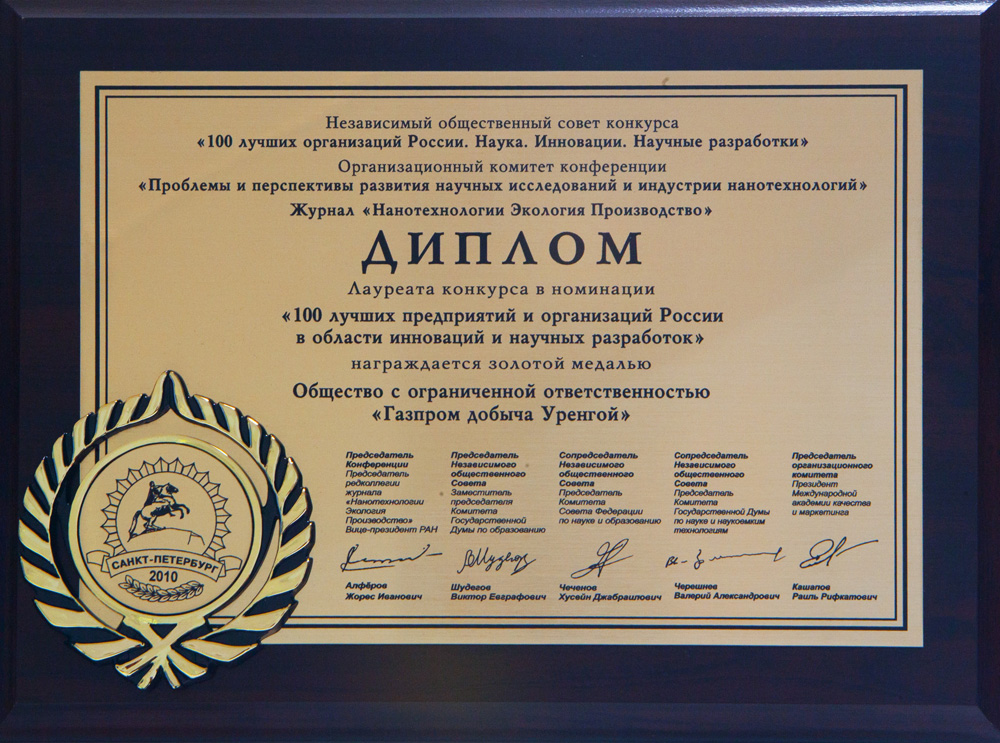 Независимый общественный совет конкурса
«100 лучших организаций России. Наука. Инновации. Научные разработки»
Организационный комитет конференции
«Проблемы и перспективы развития научных исследований и индустрии нанотехнологий»
Журнал «Нанотехнологии Экология Производство»
ДИПЛОМ
Лауреата конкурса в номинации
«100 лучших предприятий и организаций России
в области инноваций и научных разработок»
награждается золотой медалью
Общество с ограниченной ответственностью
«Газпром добыча Уренгой»
Председатель
Конференции
Председатель
редколлегии
журнала
«Нанотехнологии
Экология
Производство»
Вице-президент РАН
Алфёров
Жорес Иванович
Председатель
Независимого
общественного
Совета
Заместитель
председателя
Комитета
Государственной
Думы по образованию
Шудегов
Виктор Евграфович
Сопредседатель
Независимого
общественного
Совета
Председатель
Комитета
Совета Федерации
по науке и образованию
Чеченов
Хусейн Джабраилович
Сопредседатель
Независимого
общественного
Совета
Председатель
Комитета
Государственной Думы
по науке и наукоемким
технологиям
Черешнев
Валерий Александрович
Председатель
организационного
комитета
Президент
Международной
академии качества
и маркетинга
Кашапов
Раиль Рифкатович
САНКТ-ПЕТЕРБУРГ
2010